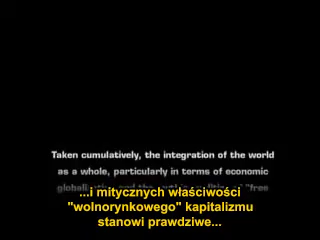 Taken cumulatively, the integration of the world
as a whole, particularly in terms of economic
"free
...i mitycznych właściwości
"wolnorynkowego" kapitalizmu
stanowi prawdziwe...